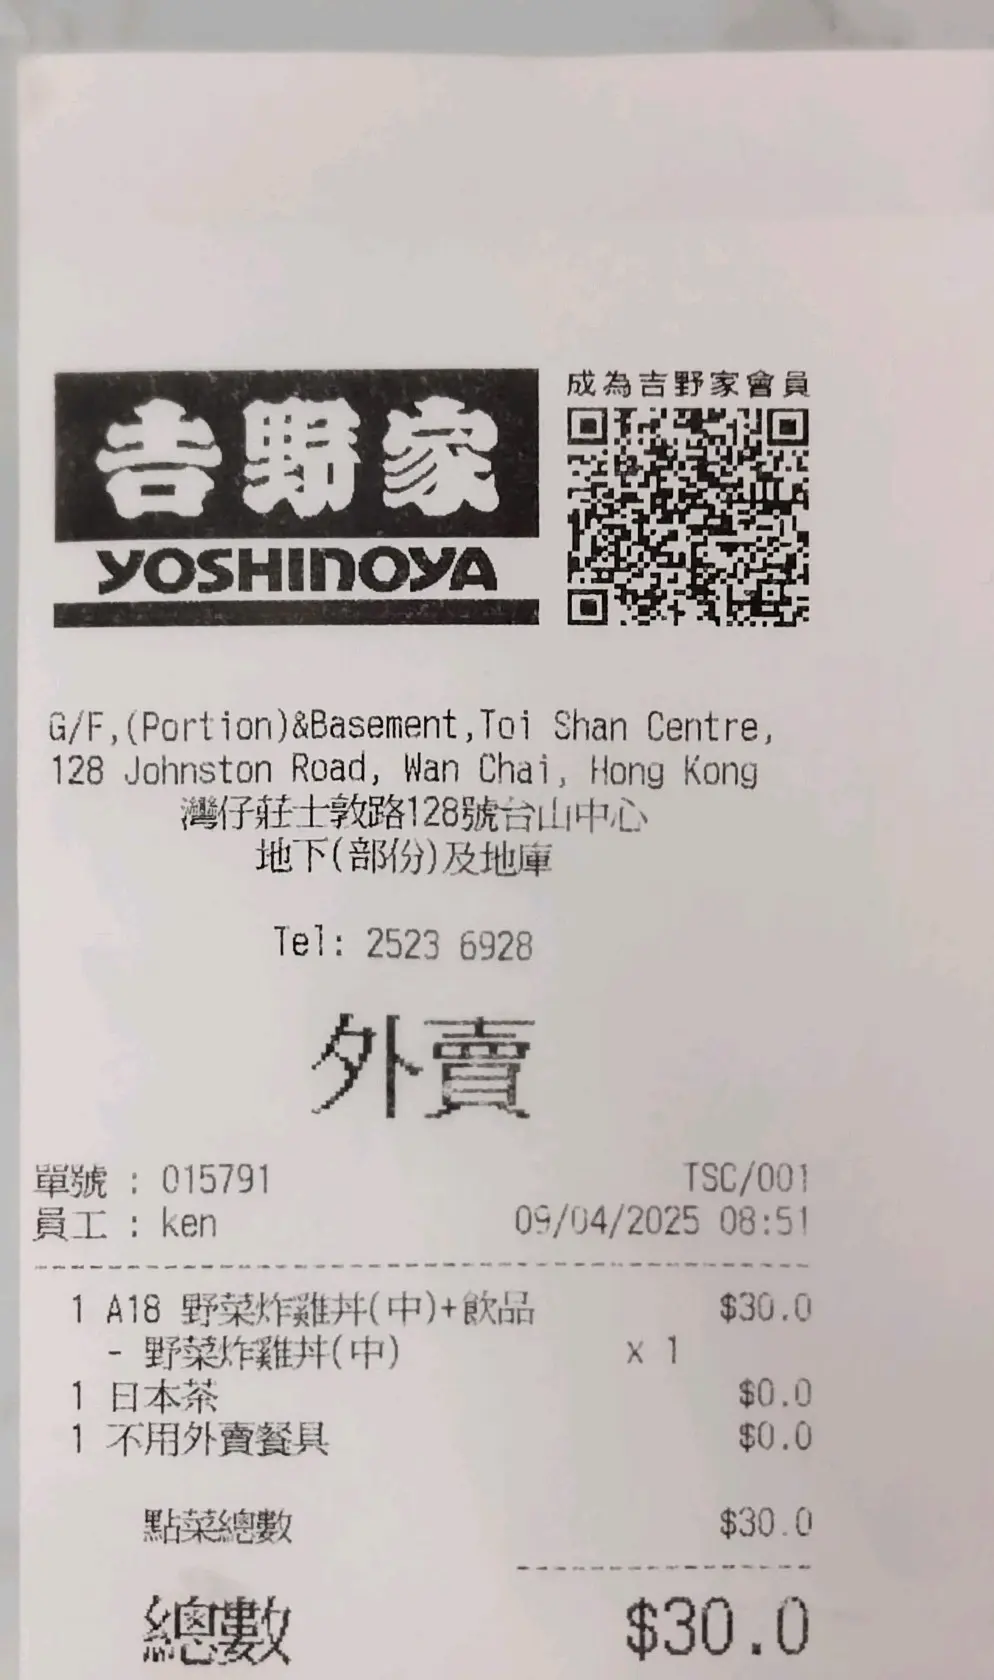 吉野家
YOSHINOYA
成為吉野家會員
G/F,(Portion)&Basement,Toi Shan Centre,
128 Johnston Road, Wan Chai, Hong Kong
灣仔莊士敦路128號台山中心
地下(部份)及地庫
Tel: 2523 6928
外賣
單號 : 015791 TSC/001
員工 : ken 09/04/2025 08:51
1 A18 野菜炸雞丼(中)+飲品 $30.0
- 野菜炸雞丼(中) x 1
1 日本茶 $0.0
1 不用外賣餐具 $0.0
點菜總數 $30.0
總數 $30.0